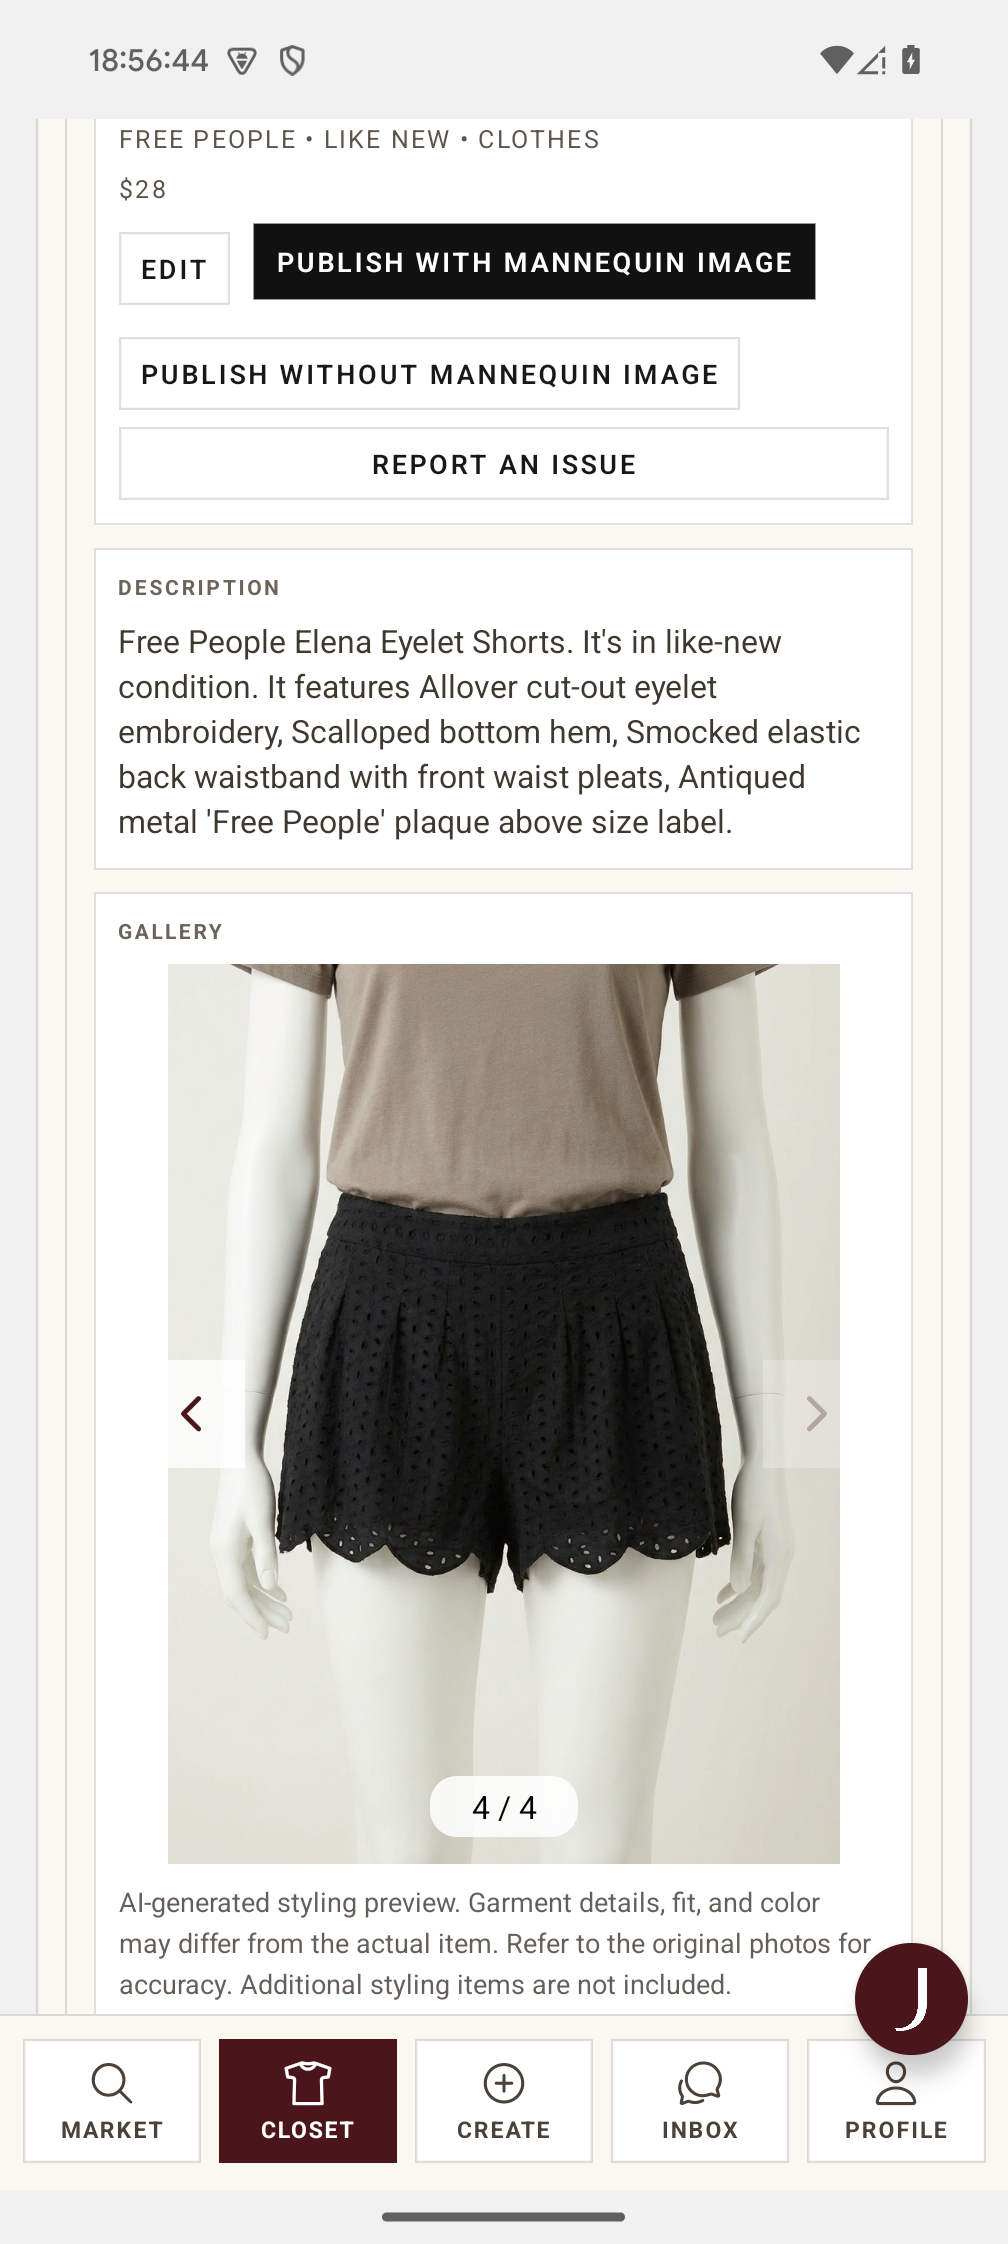 18:56:44
FREE PEOPLE • LIKE NEW • CLOTHES
$28
EDIT
PUBLISH WITH MANNEQUIN IMAGE
PUBLISH WITHOUT MANNEQUIN IMAGE
REPORT AN ISSUE
DESCRIPTION
Free People Elena Eyelet Shorts. It's in like-new
condition. It features Allover cut-out eyelet
embroidery, Scalloped bottom hem, Smocked elastic
back waistband with front waist pleats, Antiqued
metal 'Free People' plaque above size label.
GALLERY
4 / 4
AI-generated styling preview. Garment details, fit, and color
may differ from the actual item. Refer to the original photos for
accuracy. Additional styling items are not included.
J
MARKET
CLOSET
CREATE
INBOX
PROFILE